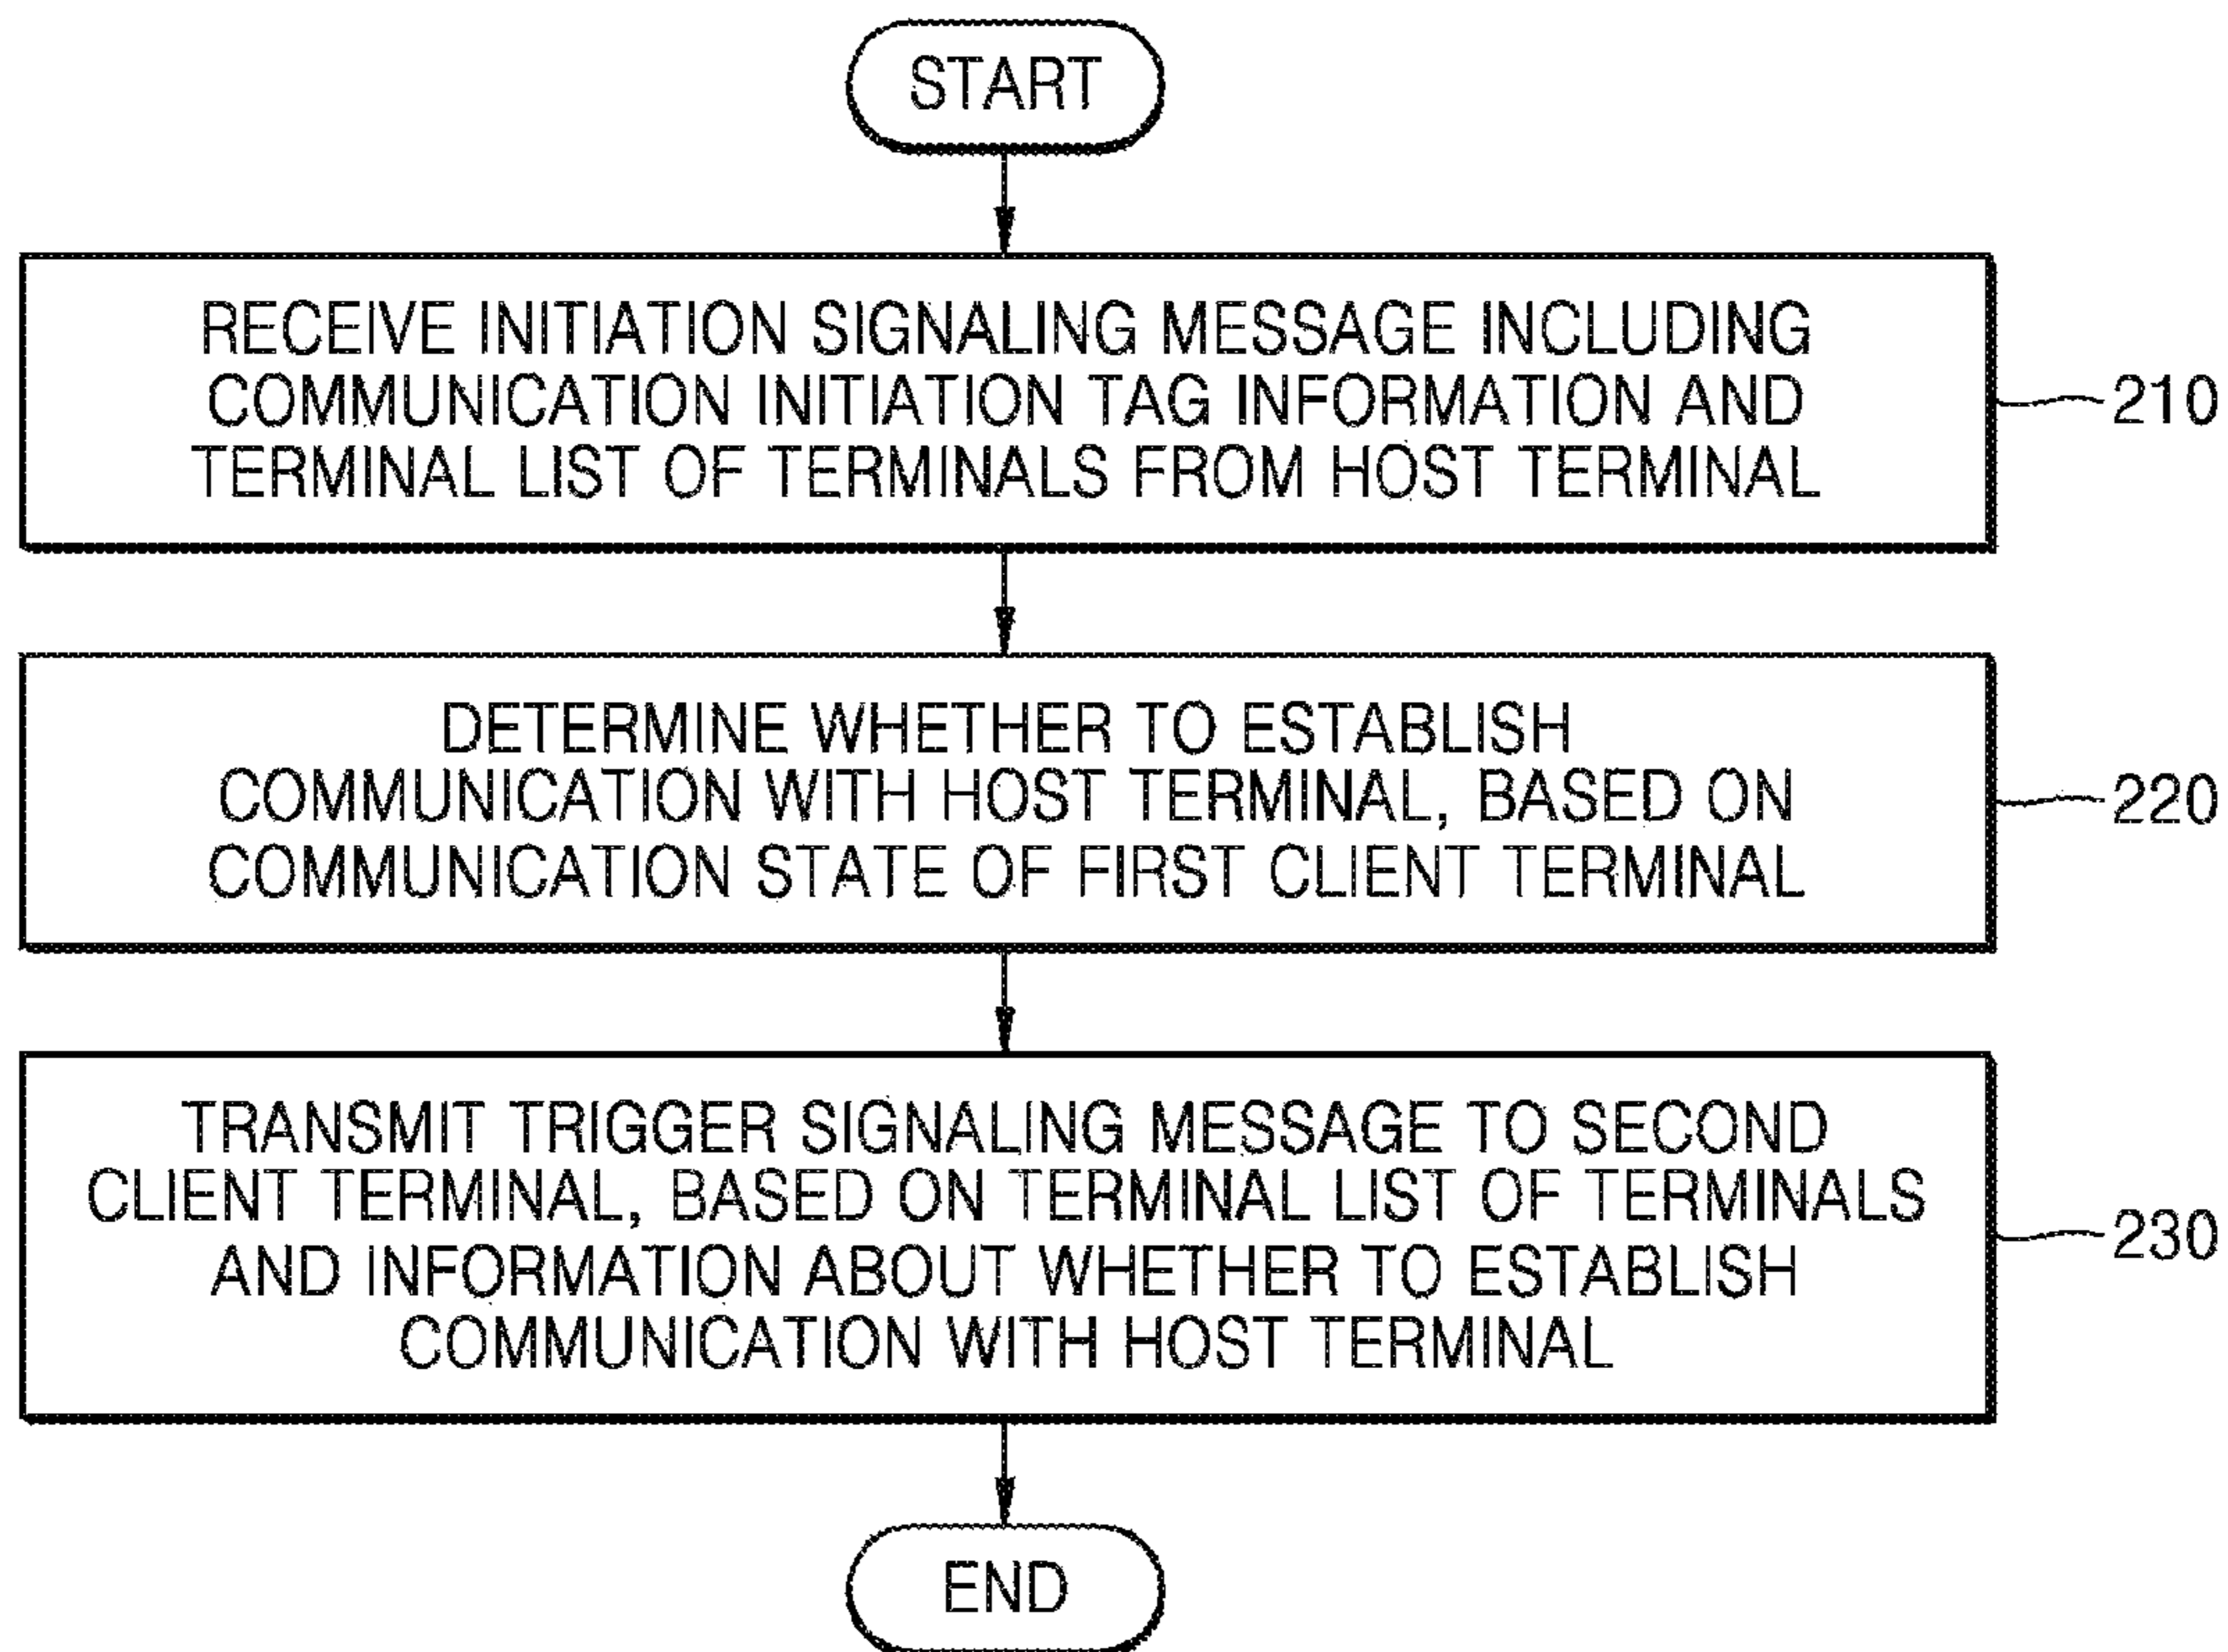 START
RECEIVE INITIATION SIGNALING MESSAGE INCLUDING
COMMUNICATION INITIATION TAG INFORMATION AND
TERMINAL LIST OF TERMINALS FROM HOST TERMINAL
210
DETERMINE WHETHER TO ESTABLISH
COMMUNICATION WITH HOST TERMINAL, BASED ON
COMMUNICATION STATE OF FIRST CLIENT TERMINAL
220
TRANSMIT TRIGGER SIGNALING MESSAGE TO SECOND
CLIENT TERMINAL, BASED ON TERMINAL LIST OF TERMINALS
AND INFORMATION ABOUT WHETHER TO ESTABLISH
COMMUNICATION WITH HOST TERMINAL
230
END